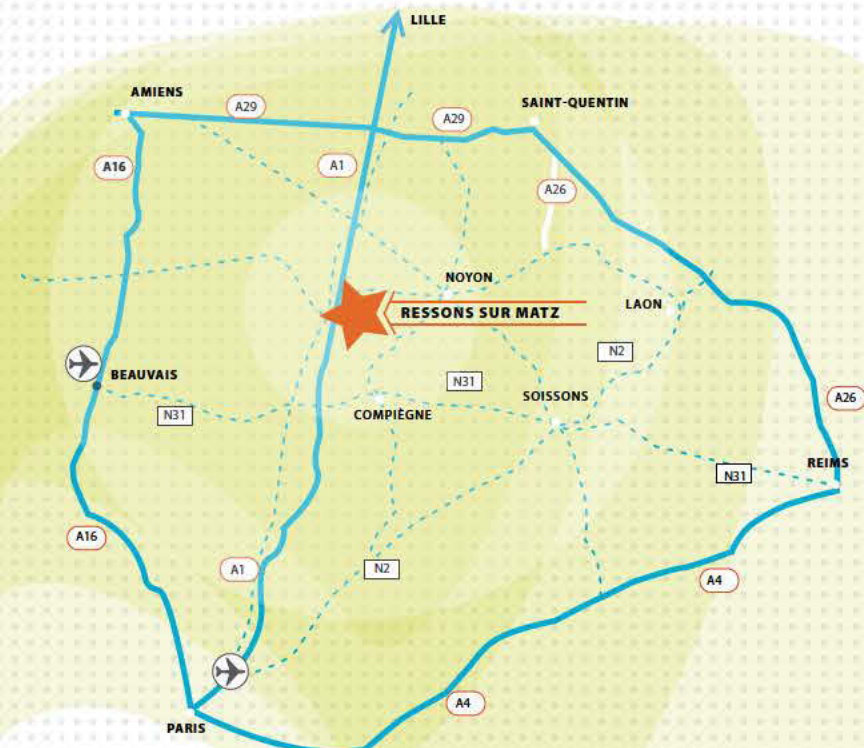 LILLE
AMIENS
A29
SAINT-QUENTIN
A29
A16
A1
A26
NOYON
LAON
RESSONS SUR MATZ
N2
BEAUVAIS
N31
SOISSONS
A26
N31
COMPIÈGNE
REIMS
N31
A16
A1
N2
A4
A4
PARIS